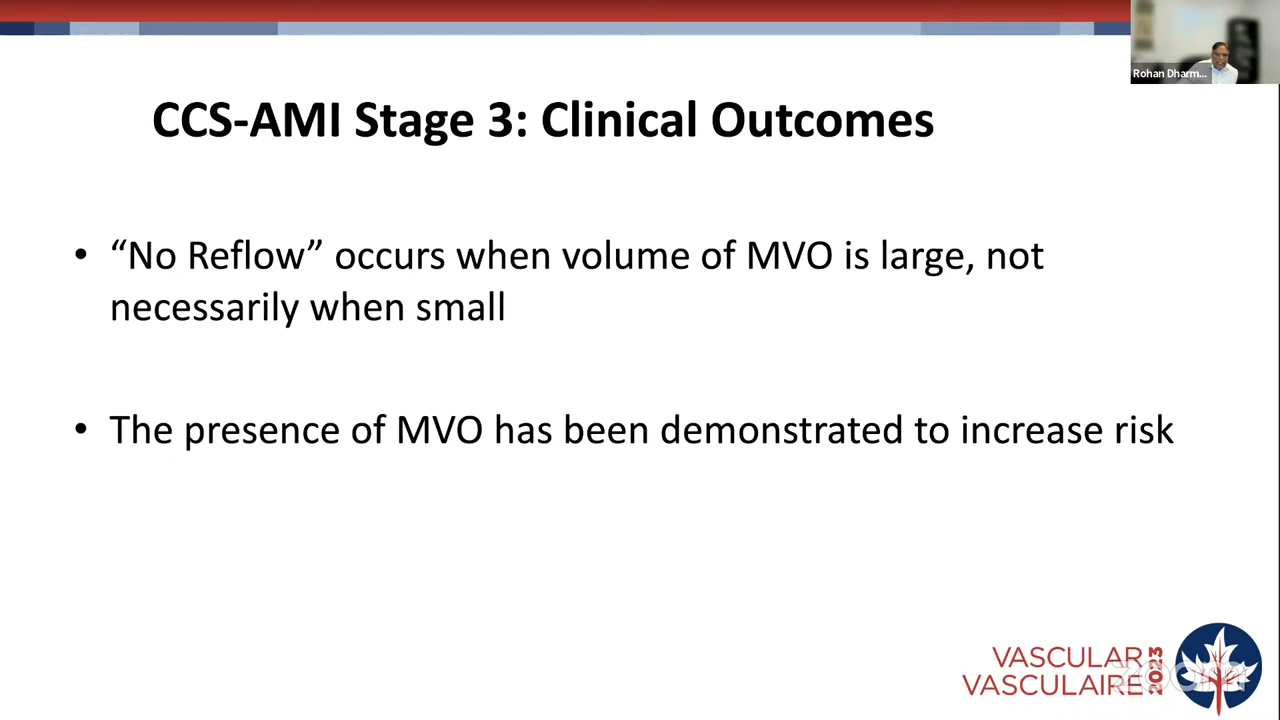 Rohan Dharm...
CCS-AMI Stage 3: Clinical Outcomes
• “No Reflow” occurs when volume of MVO is large, not
necessarily when small
• The presence of MVO has been demonstrated to increase risk
VASCULAR
VASCULAIRE
2023
zoom